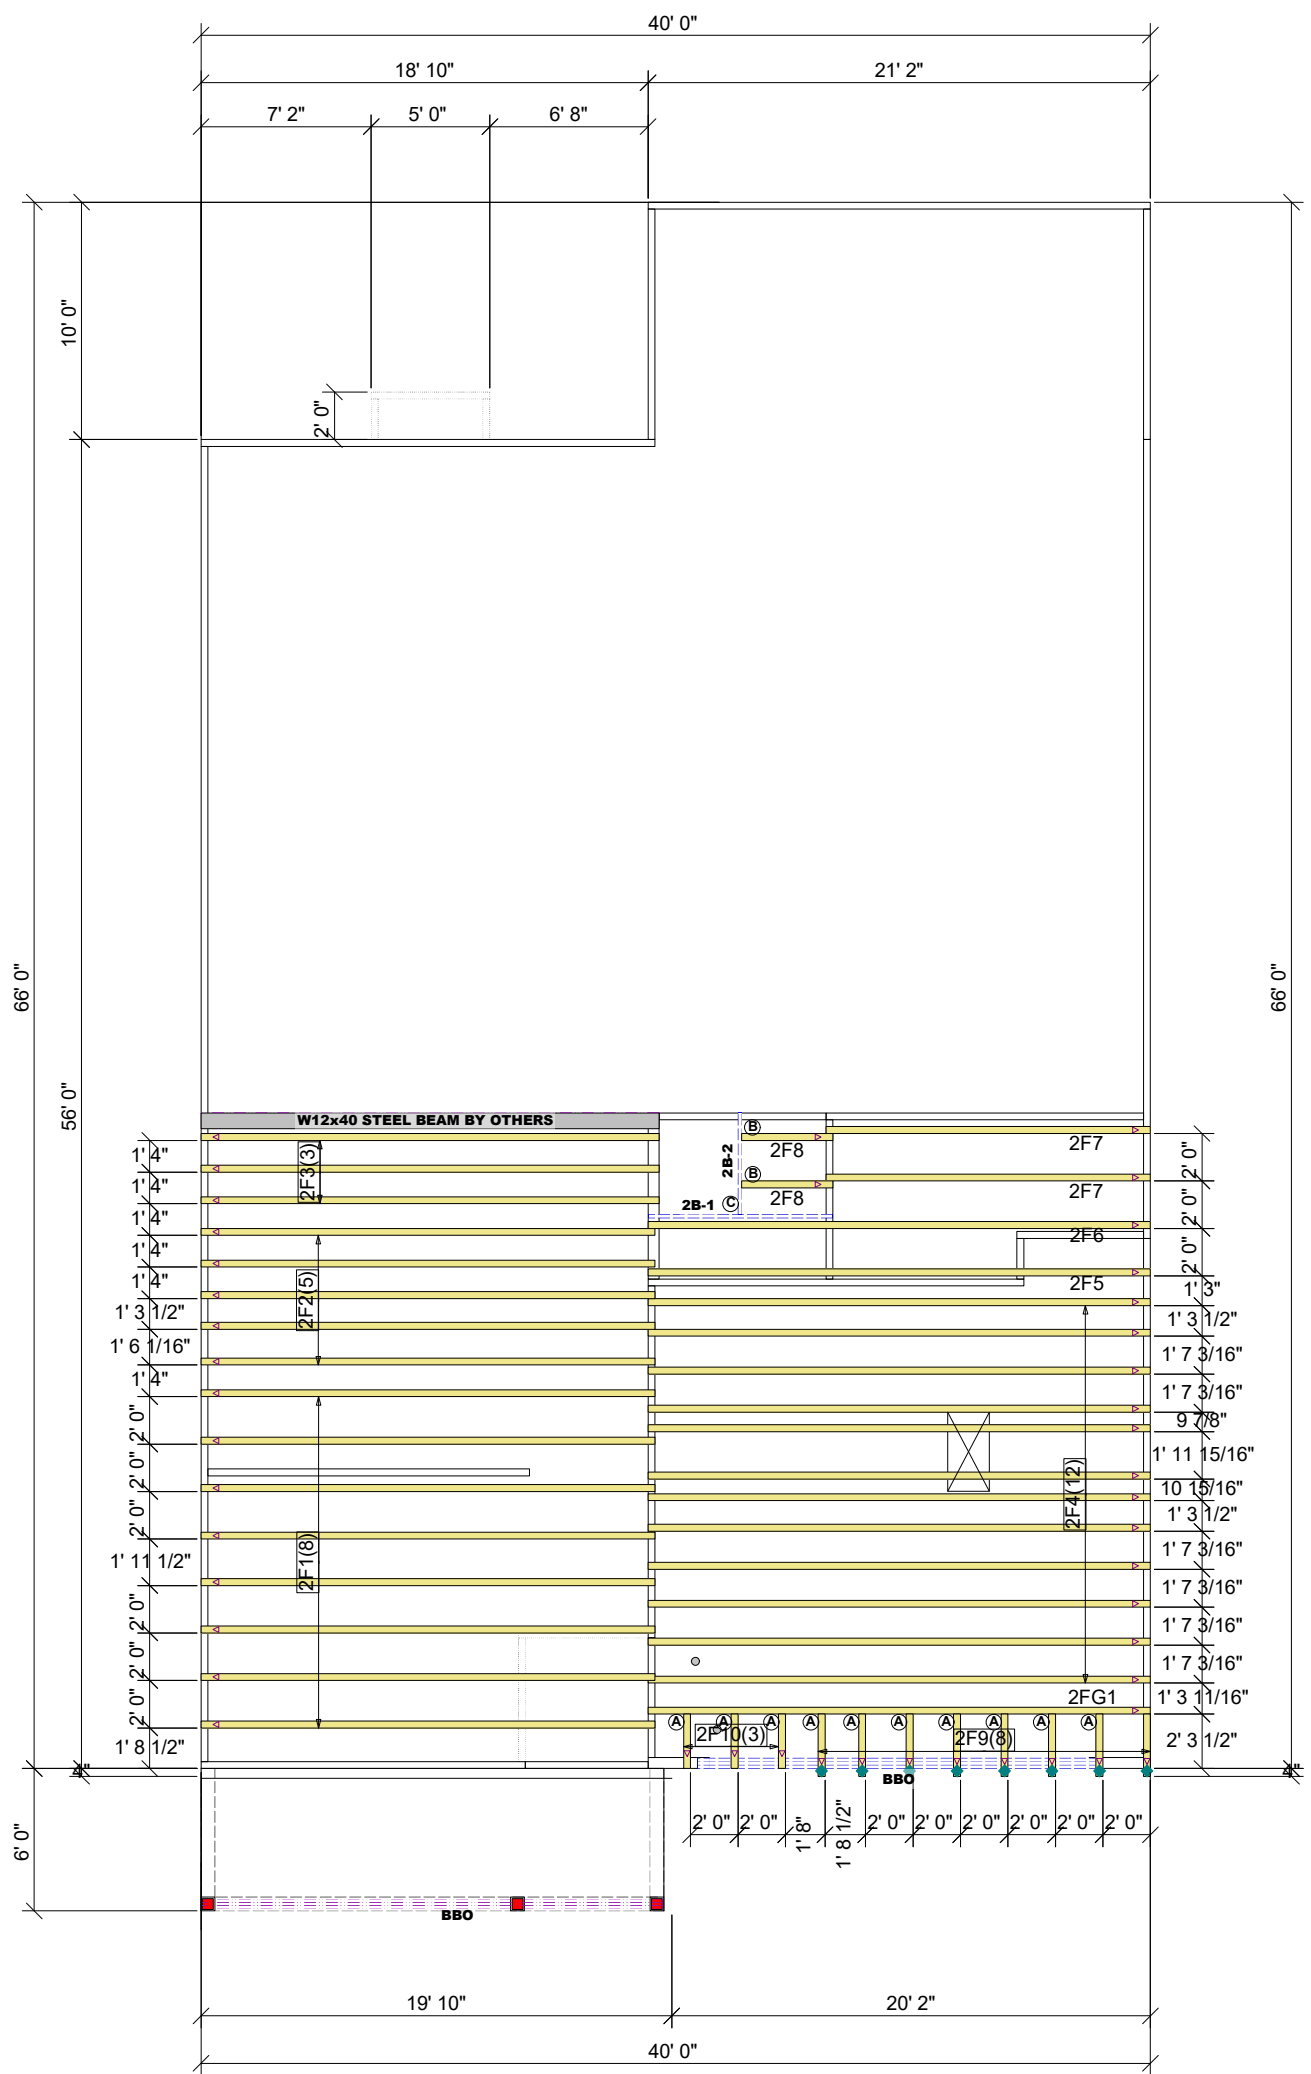 40' 0"
18' 10"
21' 2"
7' 2"
5' 0"
6' 8"
10' 0"
2' 0"
66' 0"
66' 0"
56' 0"
W12x40 STEEL BEAM BY OTHERS
1' 4"
1' 4"
1' 4"
1' 4"
1' 4"
1' 3 1/2"
1' 6 1/16"
1' 4"
2' 0"
2' 0"
2' 0"
1' 11 1/2"
2' 0"
2' 0"
2' 0"
1' 8 1/2"
4"
6' 0"
2F3(3)
2F2(5)
2F1(8)
B
2F8
2B-2
B
2F8
2B-1
C
2F7
2F7
2F6
2F5
2F4(12)
2FG1
2' 0"
2' 0"
2' 0"
1' 3"
1' 3 1/2"
1' 7 3/16"
1' 7 3/16"
9 7/8"
1' 11 15/16"
10 15/16"
1' 3 1/2"
1' 7 3/16"
1' 7 3/16"
1' 7 3/16"
1' 7 3/16"
1' 3 11/16"
2' 3 1/2"
4"
A A A A A A A A A A
2F10(3)
2F9(8)
BBO
2' 0"
2' 0"
1' 8"
1' 8 1/2"
2' 0"
2' 0"
2' 0"
2' 0"
2' 0"
2' 0"
BBO
19' 10"
20' 2"
40' 0"